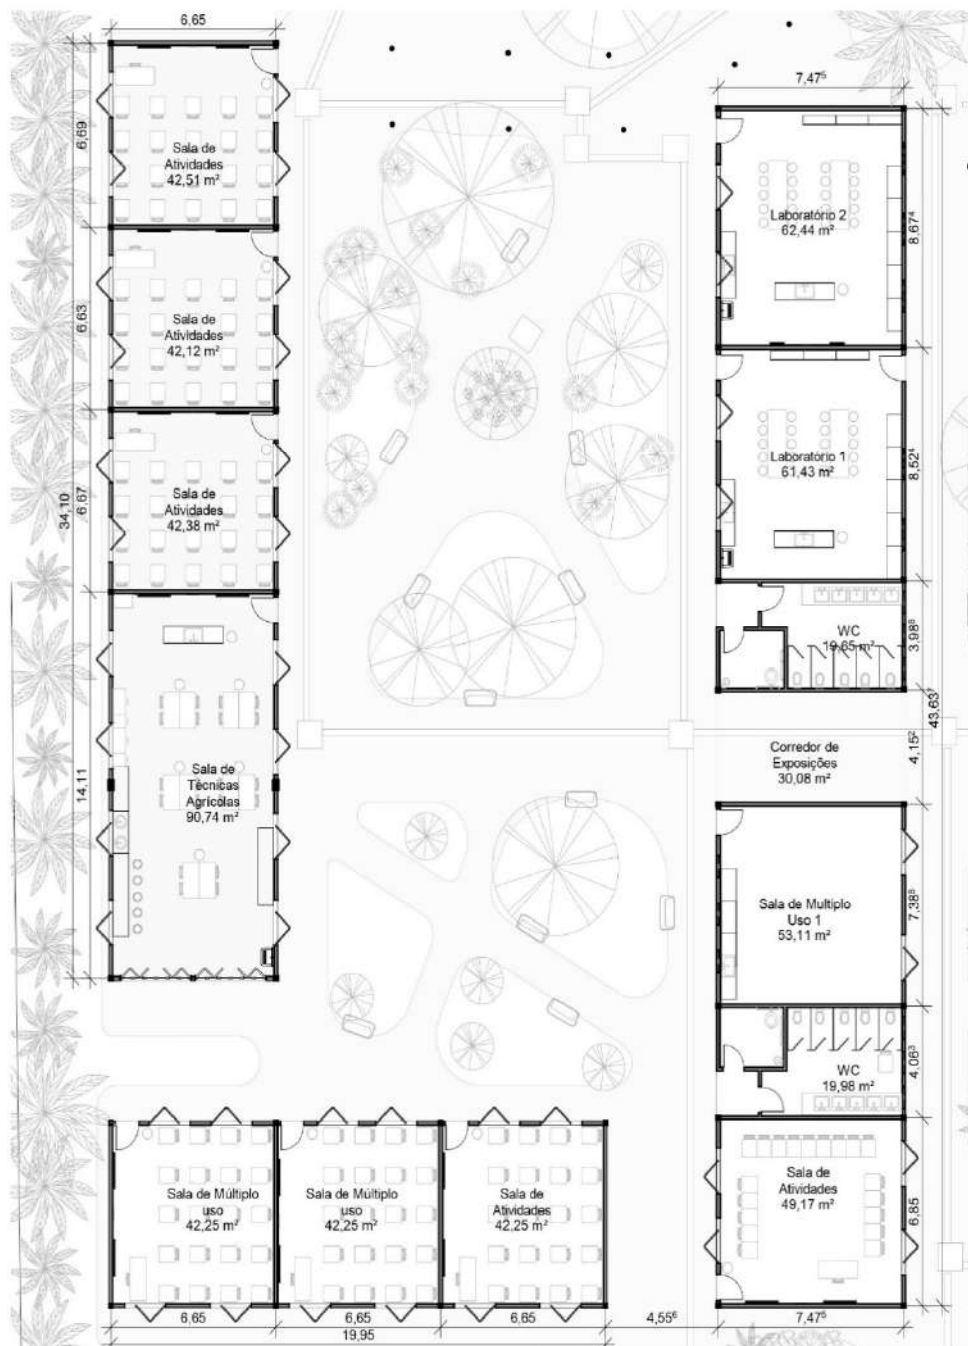 6,65
7,47⁵
6,69
Sala de
Atividades
42,51 m²
Laboratório 2
62,44 m²
8,67⁴
6,63
Sala de
Atividades
42,12 m²
Laboratório 1
61,43 m²
8,52⁴
34,10
6,67
Sala de
Atividades
42,38 m²
WC
19,65 m²
3,98⁸
43,63⁷
14,11
Sala de
Técnicas
Agrícolas
90,74 m²
Corredor de
Exposições
30,08 m²
4,15²
Sala de Multiplo
Uso 1
53,11 m²
7,38⁸
WC
19,98 m²
4,06³
Sala de Múltiplo
uso
42,25 m²
Sala de Múltiplo
uso
42,25 m²
Sala de
Atividades
42,25 m²
Sala de
Atividades
49,17 m²
6,85
6,65
6,65
6,65
4,55⁶
7,47⁵
19,95